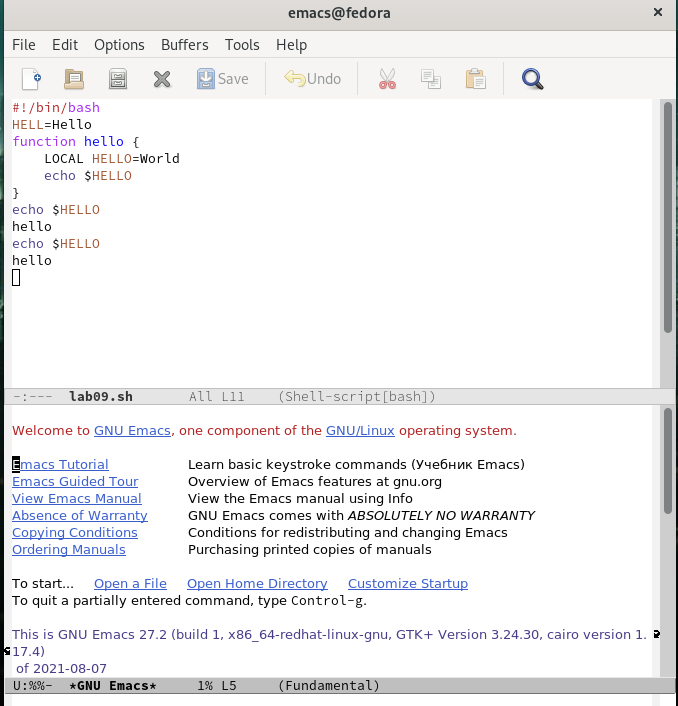 emacs@fedora ×
File Edit Options Buffers Tools Help
Save Undo
#!/bin/bash
HELL=Hello
function hello {
    LOCAL HELLO=World
    echo $HELLO
}
echo $HELLO
hello
echo $HELLO
hello
-:--- lab09.sh All L11 (Shell-script[bash])
Welcome to GNU Emacs, one component of the GNU/Linux operating system.
Emacs Tutorial Learn basic keystroke commands (Учебник Emacs)
Emacs Guided Tour Overview of Emacs features at gnu.org
View Emacs Manual View the Emacs manual using Info
Absence of Warranty GNU Emacs comes with ABSOLUTELY NO WARRANTY
Copying Conditions Conditions for redistributing and changing Emacs
Ordering Manuals Purchasing printed copies of manuals
To start... Open a File Open Home Directory Customize Startup
To quit a partially entered command, type Control-g.
This is GNU Emacs 27.2 (build 1, x86_64-redhat-linux-gnu, GTK+ Version 3.24.30, cairo version 1.
17.4)
of 2021-08-07
U:%%- *GNU Emacs* 1% L5 (Fundamental)